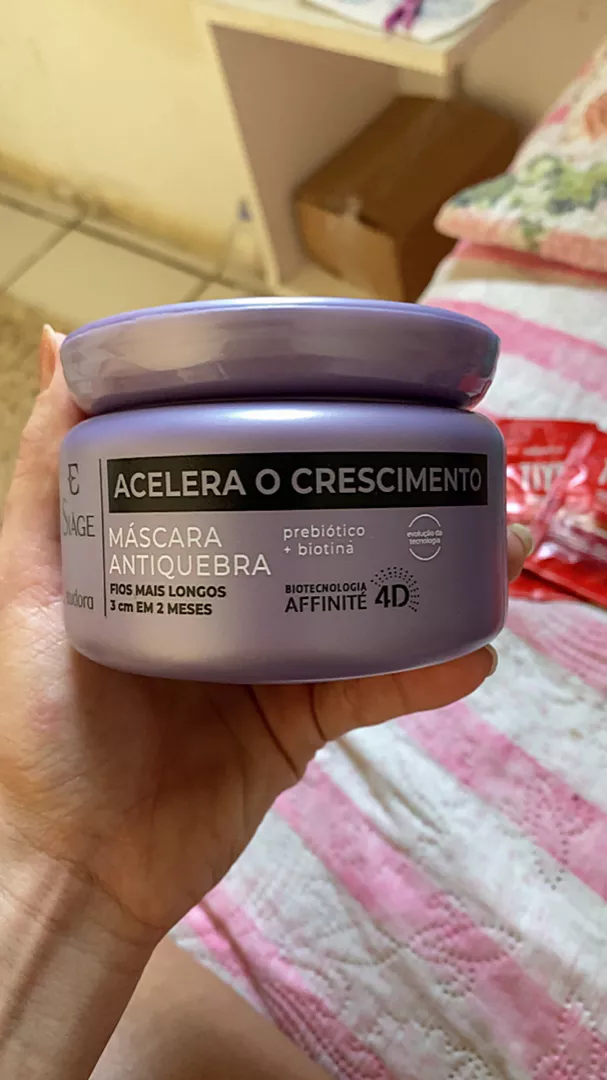 E
SIÀGE
eudora
ACELERA O CRESCIMENTO
MÁSCARA
ANTIQUEBRA
FIOS MAIS LONGOS
3 cm EM 2 MESES
prebiótico
+ biotina
evolução da
tecnologia
BIOTECNOLOGIA
AFFINITÉ 4D